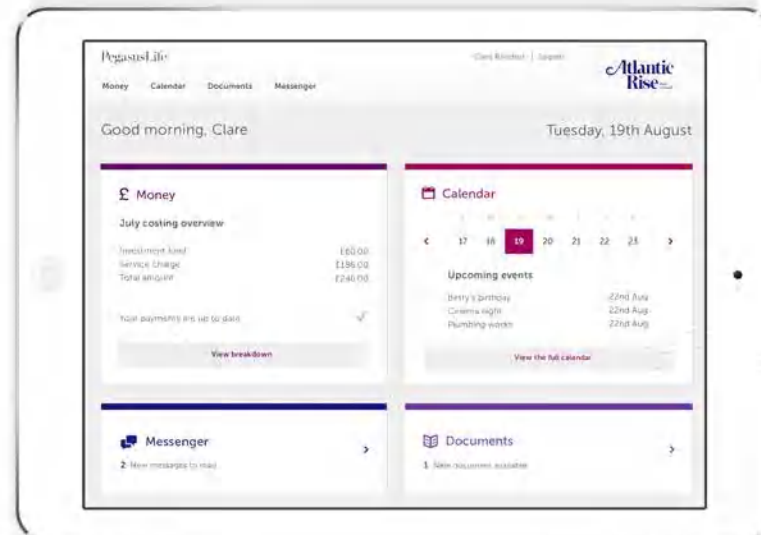 PegasusLife
Atlantic
Rise
Money Calendar Documents Messenger
Good morning, Clare
Tuesday, 19th August
£ Money
July costing overview
Investment fund £60.00
Service charge £186.00
Total amount £246.00
Your payments are up to date
View breakdown
Calendar
17 18 19 20 21 22 23
Upcoming events
Betty's birthday 22nd Aug
Cinema night 22nd Aug
Plumbing works 22nd Aug
View the full calendar
Messenger
2 New messages to read
Documents
1 New document available